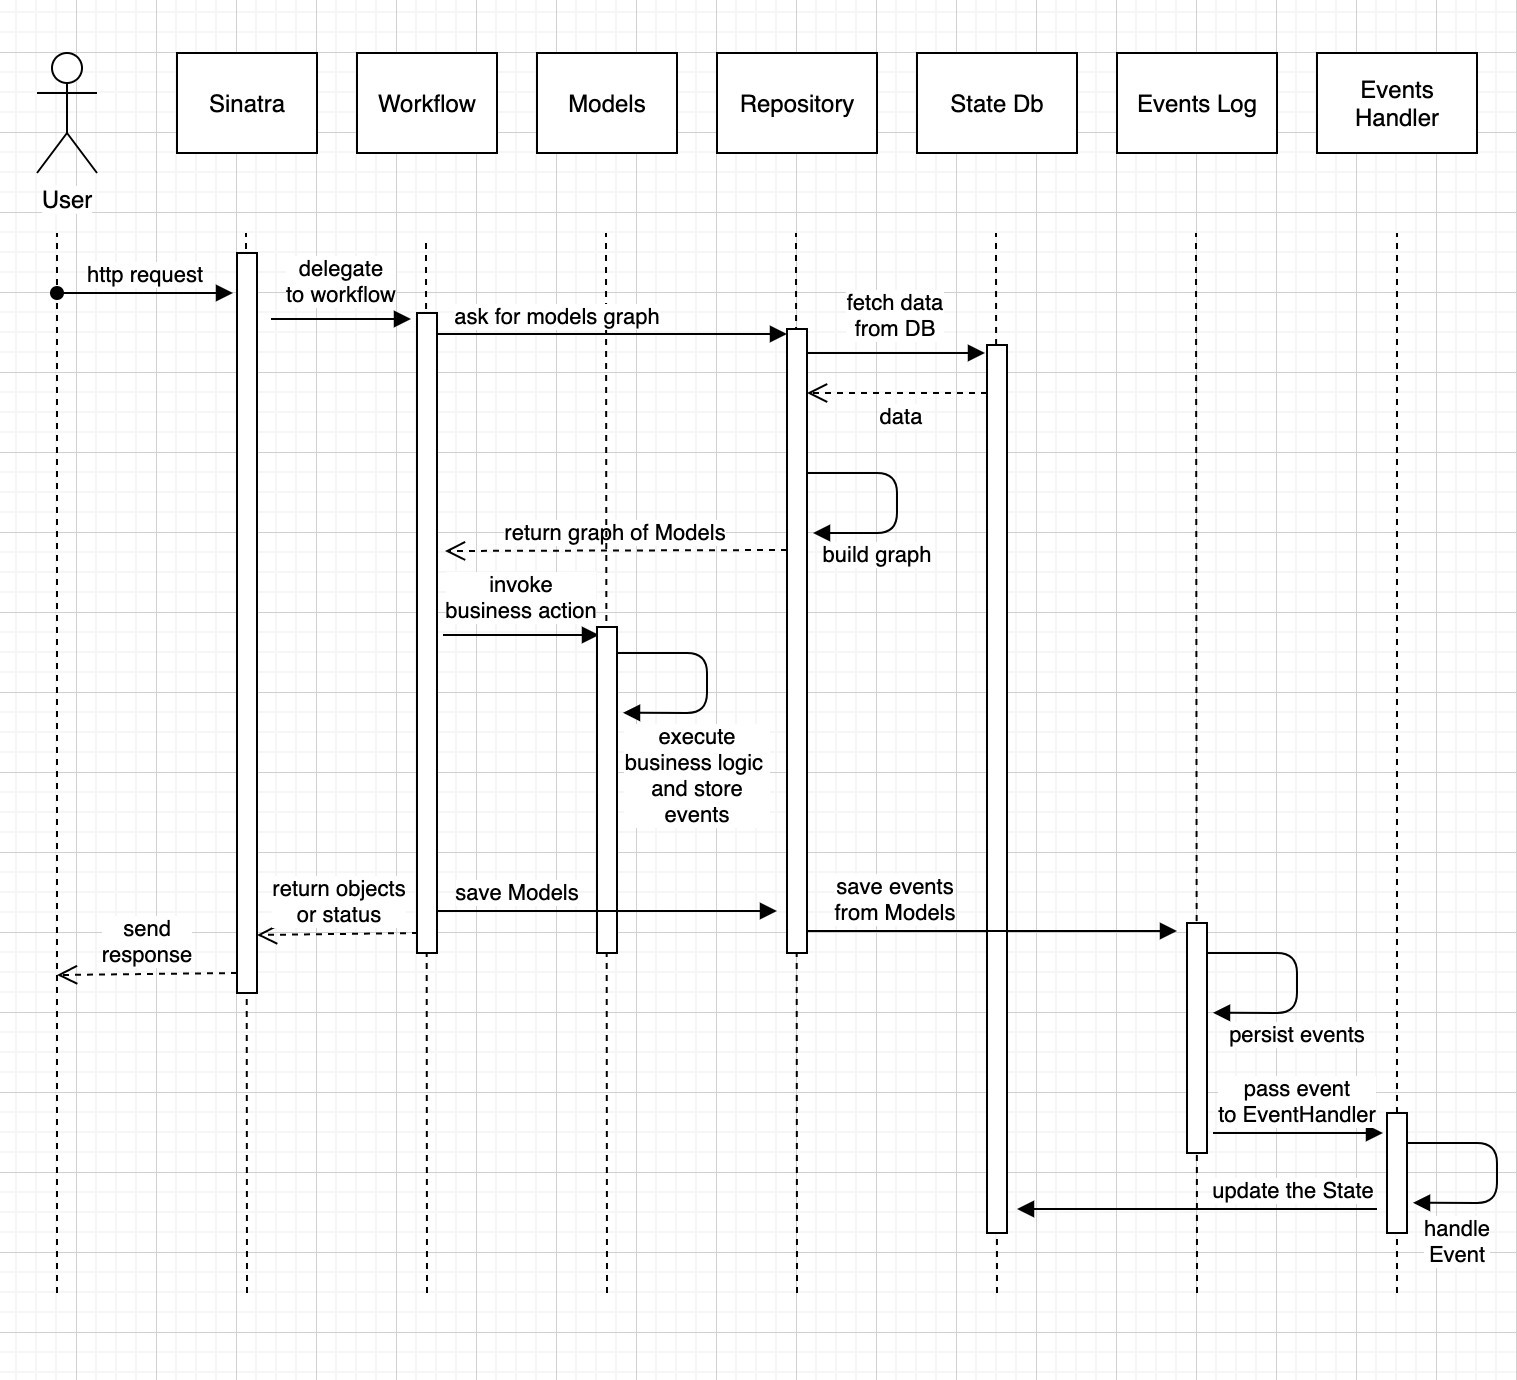 Sinatra
Workflow
Models
Repository
State Db
Events Log
Events
Handler
User
http request
delegate
to workflow
ask for models graph
fetch data
from DB
data
return graph of Models
build graph
invoke
business action
execute
business logic
and store
events
return objects
or status
save Models
save events
from Models
send
response
persist events
pass event
to EventHandler
update the State
handle
Event